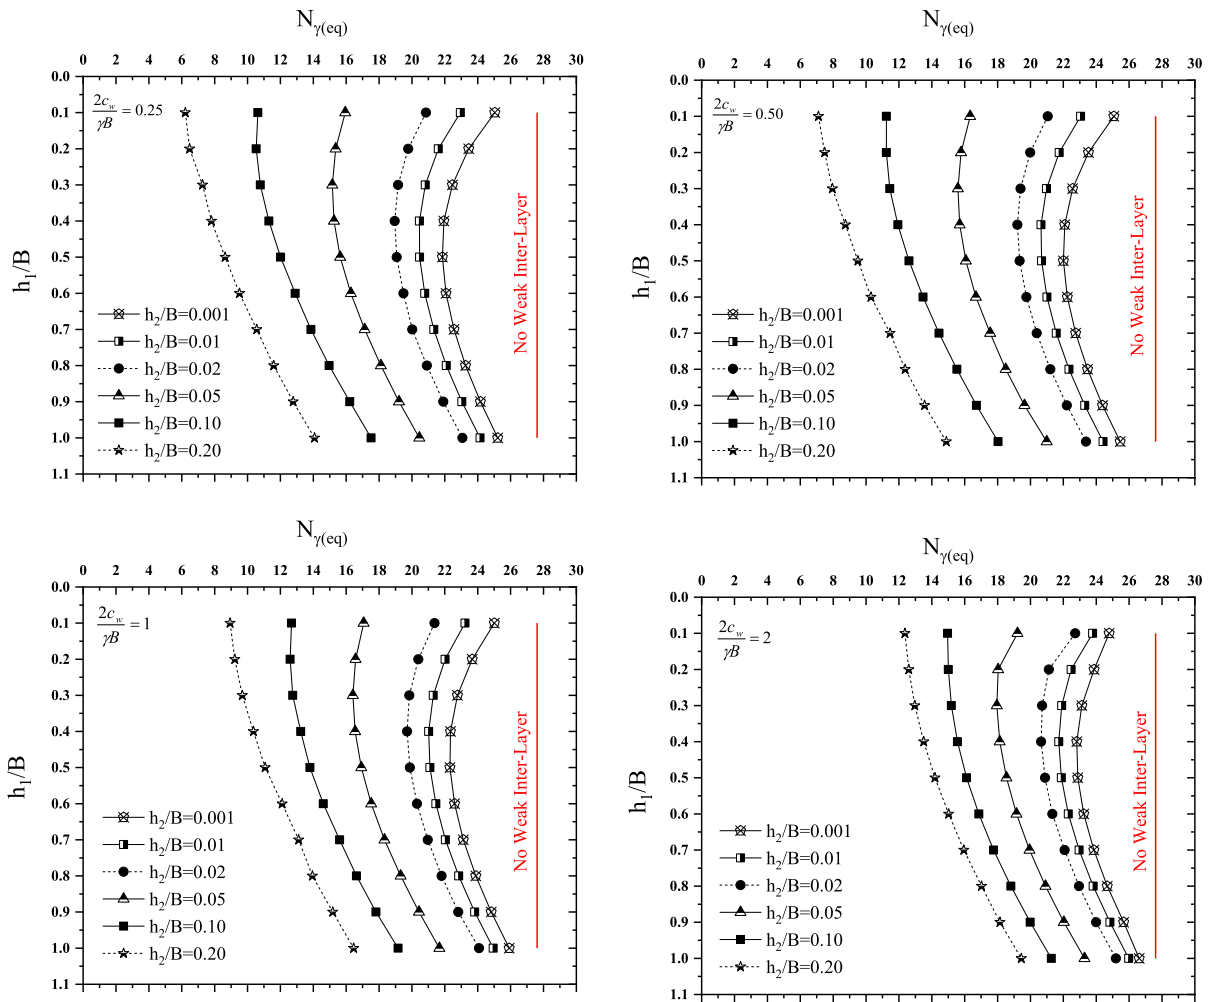 N_γ(eq)
0 2 4 6 8 10 12 14 16 18 20 22 24 26 28 30
0.0
0.1
0.2
0.3
0.4
0.5
0.6
0.7
0.8
0.9
1.0
1.1
h₁/B
2c_w/γB = 0.25
No Weak Inter-Layer
h₂/B=0.001
h₂/B=0.01
h₂/B=0.02
h₂/B=0.05
h₂/B=0.10
h₂/B=0.20
N_γ(eq)
0 2 4 6 8 10 12 14 16 18 20 22 24 26 28 30
0.0
0.1
0.2
0.3
0.4
0.5
0.6
0.7
0.8
0.9
1.0
1.1
h₁/B
2c_w/γB = 0.50
No Weak Inter-Layer
h₂/B=0.001
h₂/B=0.01
h₂/B=0.02
h₂/B=0.05
h₂/B=0.10
h₂/B=0.20
N_γ(eq)
0 2 4 6 8 10 12 14 16 18 20 22 24 26 28 30
0.0
0.1
0.2
0.3
0.4
0.5
0.6
0.7
0.8
0.9
1.0
1.1
h₁/B
2c_w/γB = 1
No Weak Inter-Layer
h₂/B=0.001
h₂/B=0.01
h₂/B=0.02
h₂/B=0.05
h₂/B=0.10
h₂/B=0.20
N_γ(eq)
0 2 4 6 8 10 12 14 16 18 20 22 24 26 28 30
0.0
0.1
0.2
0.3
0.4
0.5
0.6
0.7
0.8
0.9
1.0
1.1
h₁/B
2c_w/γB = 2
No Weak Inter-Layer
h₂/B=0.001
h₂/B=0.01
h₂/B=0.02
h₂/B=0.05
h₂/B=0.10
h₂/B=0.20